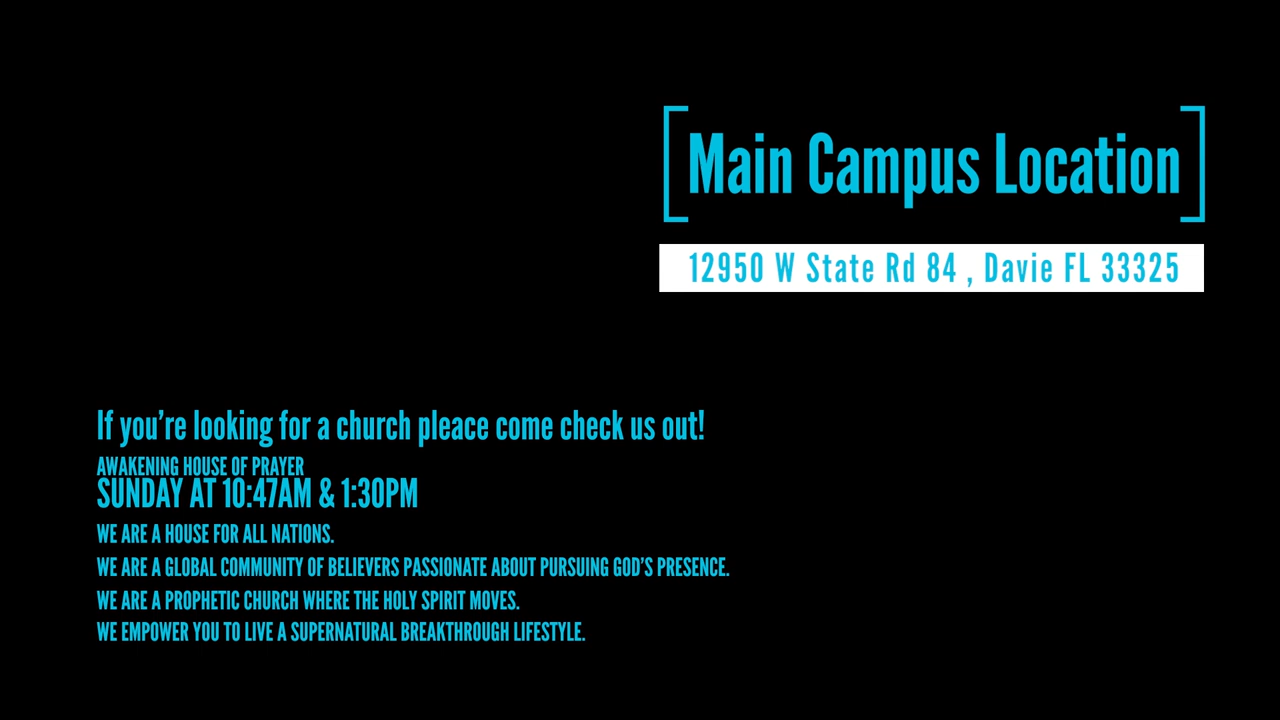 [Main Campus Location]
12950 W State Rd 84 , Davie FL 33325
If you’re looking for a church pleace come check us out!
AWAKENING HOUSE OF PRAYER
SUNDAY AT 10:47AM & 1:30PM
WE ARE A HOUSE FOR ALL NATIONS.
WE ARE A GLOBAL COMMUNITY OF BELIEVERS PASSIONATE ABOUT PURSUING GOD’S PRESENCE.
WE ARE A PROPHETIC CHURCH WHERE THE HOLY SPIRIT MOVES.
WE EMPOWER YOU TO LIVE A SUPERNATURAL BREAKTHROUGH LIFESTYLE.